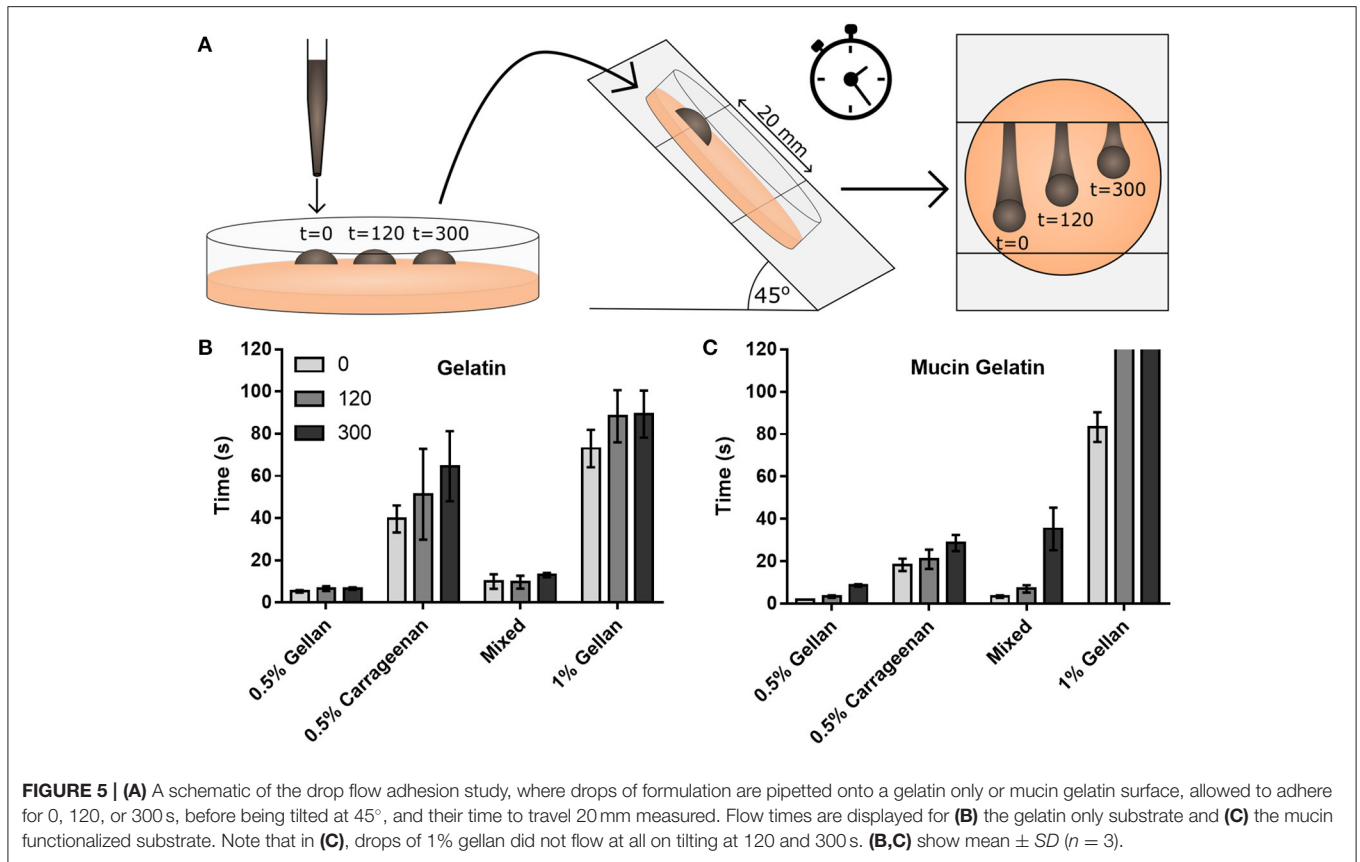 A
t=0 t=120 t=300
20 mm
45°
t=300
t=120
t=0
B
Gelatin
0
120
300
Time (s)
120
100
80
60
40
20
0
0.5% Gellan
0.5% Carrageenan
Mixed
1% Gellan
C
Mucin Gelatin
Time (s)
120
100
80
60
40
20
0
0.5% Gellan
0.5% Carrageenan
Mixed
1% Gellan
FIGURE 5 | (A) A schematic of the drop flow adhesion study, where drops of formulation are pipetted onto a gelatin only or mucin gelatin surface, allowed to adhere
for 0, 120, or 300 s, before being tilted at 45°, and their time to travel 20 mm measured. Flow times are displayed for (B) the gelatin only substrate and (C) the mucin
functionalized substrate. Note that in (C), drops of 1% gellan did not flow at all on tilting at 120 and 300 s. (B,C) show mean ± SD (n = 3).